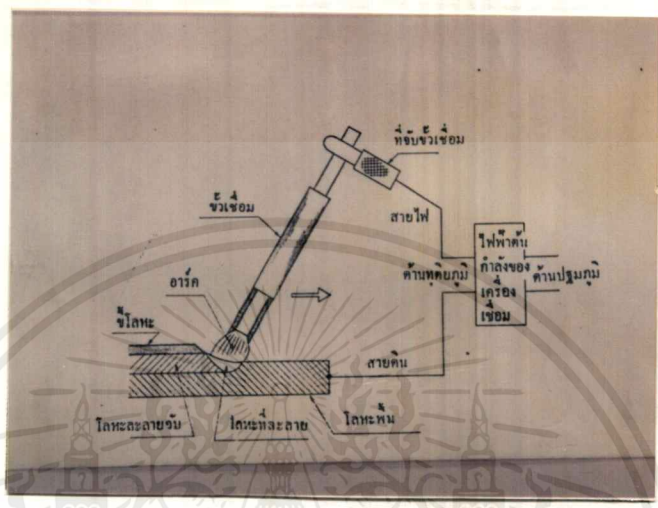 ที่จับขั้วเชื่อม
ขั้วเชื่อม
สายไฟ
ไฟฟ้าต้น
กำลังของ
เครื่อง
เชื่อม
ด้านทุติยภูมิ
ด้านปฐมภูมิ
อาร์ค
ขี้โลหะ
สายดิน
โลหะละลายจับ
โลหะที่ละลาย
โลหะพื้น